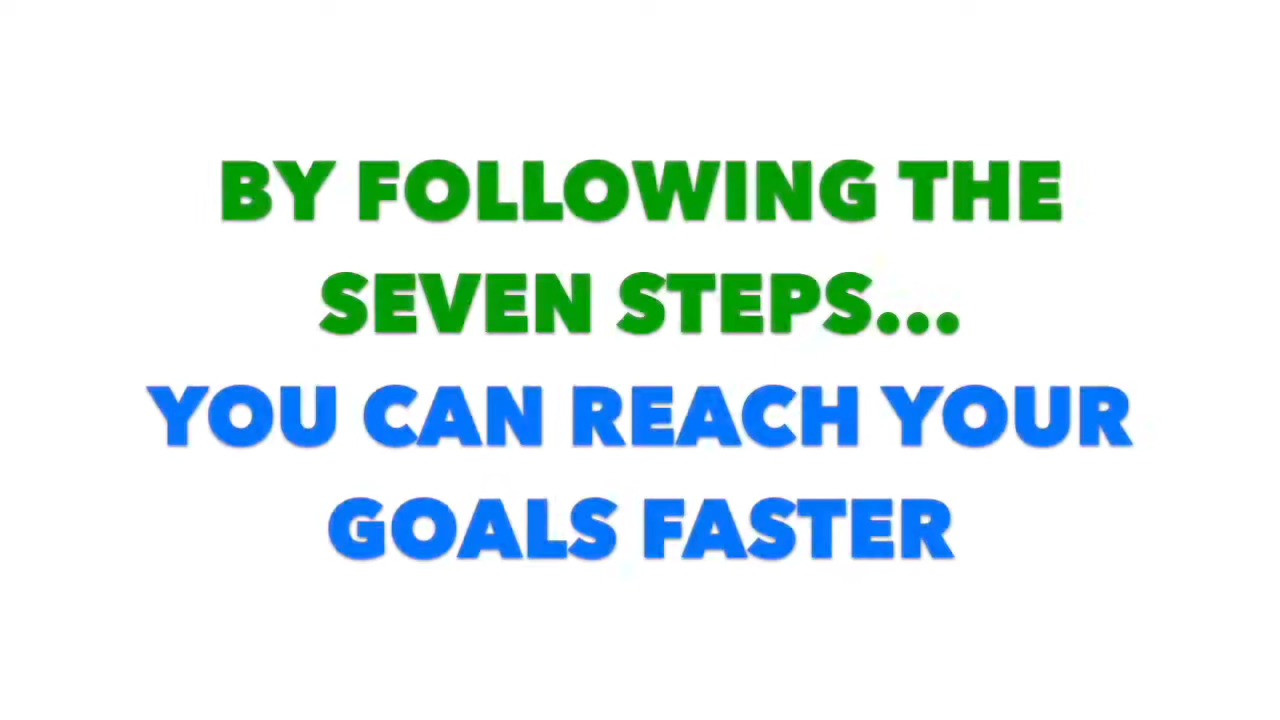 BY FOLLOWING THE
SEVEN STEPS...
YOU CAN REACH YOUR
GOALS FASTER